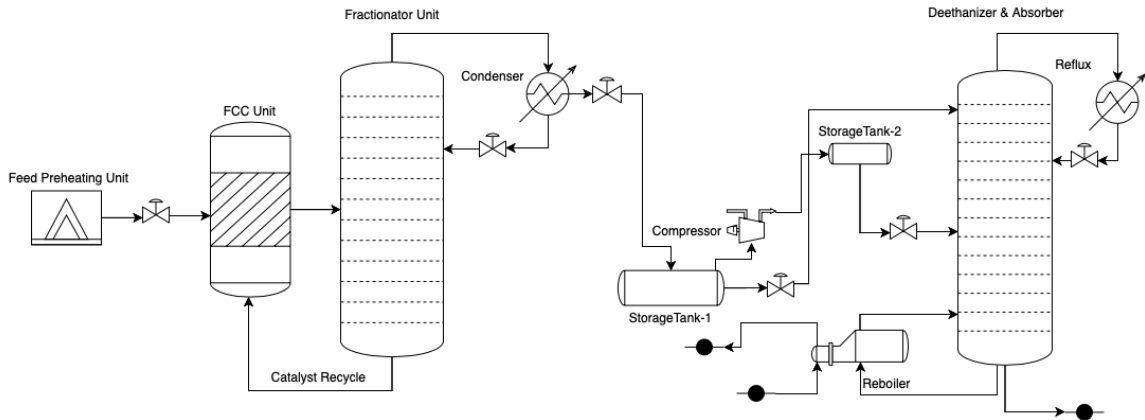 Fractionator Unit
Deethanizer & Absorber
Condenser
Reflux
FCC Unit
StorageTank-2
Feed Preheating Unit
Compressor
StorageTank-1
Catalyst Recycle
Reboiler